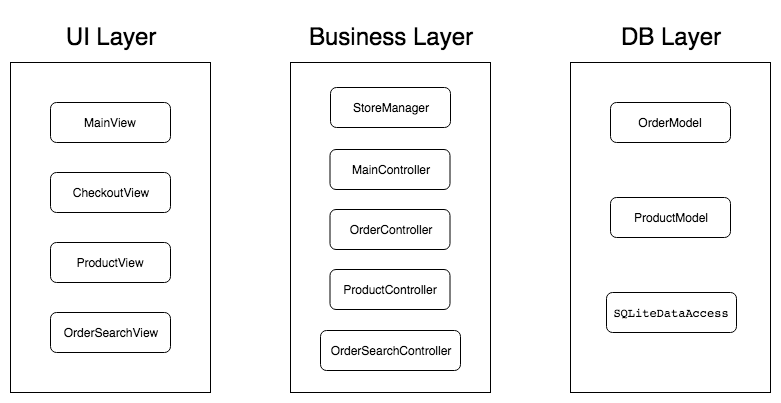 UI Layer
MainView
CheckoutView
ProductView
OrderSearchView
Business Layer
StoreManager
MainController
OrderController
ProductController
OrderSearchController
DB Layer
OrderModel
ProductModel
SQLiteDataAccess